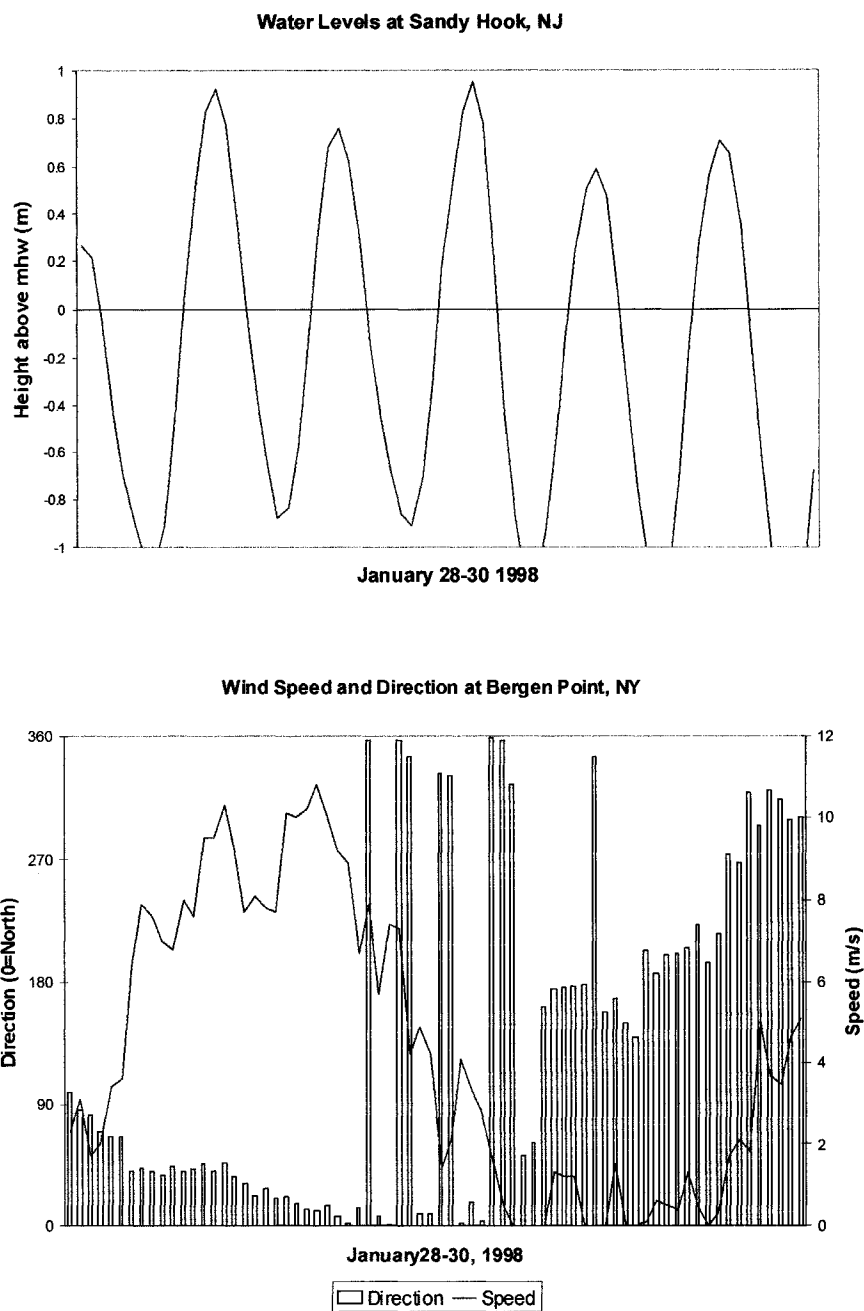 Water Levels at Sandy Hook, NJ
Height above mhw (m)
1
0.8
0.6
0.4
0.2
0
-0.2
-0.4
-0.6
-0.8
-1
January 28-30 1998
Wind Speed and Direction at Bergen Point, NY
Direction (0=North)
360
270
180
90
0
12
10
8
6
4
2
0
Speed (m/s)
January28-30, 1998
Direction Speed